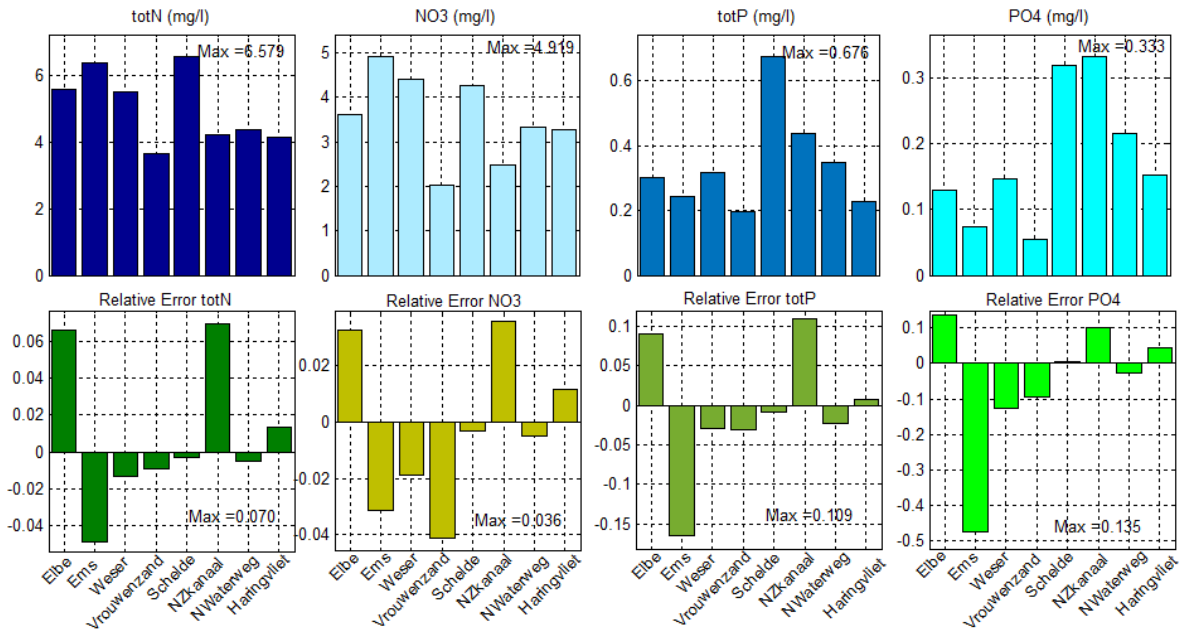 totN (mg/l)
Max =6.579
6
4
2
0
NO3 (mg/l)
Max =4.919
5
4
3
2
1
0
totP (mg/l)
Max =0.676
0.6
0.4
0.2
0
PO4 (mg/l)
Max =0.333
0.3
0.2
0.1
0
Relative Error totN
0.06
0.04
0.02
0
-0.02
-0.04
Max =0.070
Elbe
Ems
Weser
Vrouwenzand
Schelde
NZkanaal
NWaterweg
Haringvliet
Relative Error NO3
0.02
0
-0.02
-0.04
Max =0.036
Elbe
Ems
Weser
Vrouwenzand
Schelde
NZkanaal
NWaterweg
Haringvliet
Relative Error totP
0.1
0.05
0
-0.05
-0.1
-0.15
Max =0.109
Elbe
Ems
Weser
Vrouwenzand
Schelde
NZkanaal
NWaterweg
Haringvliet
Relative Error PO4
0.1
0
-0.1
-0.2
-0.3
-0.4
-0.5
Max =0.135
Elbe
Ems
Weser
Vrouwenzand
Schelde
NZkanaal
NWaterweg
Haringvliet